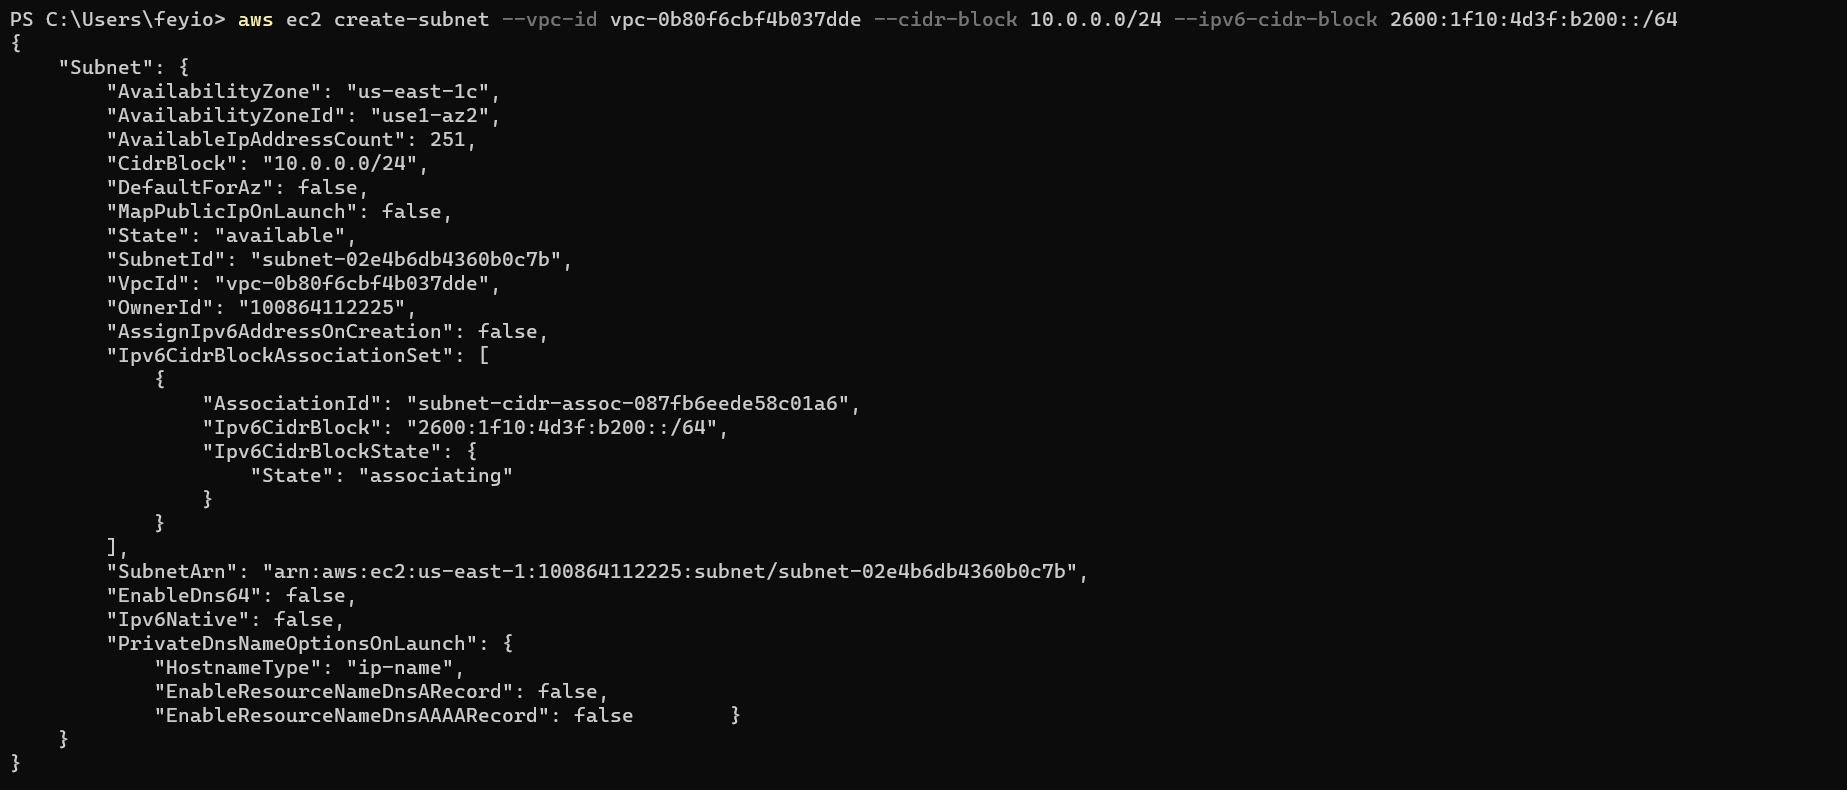 PS C:\Users\feyio> aws ec2 create-subnet --vpc-id vpc-0b80f6cbf4b037dde --cidr-block 10.0.0.0/24 --ipv6-cidr-block 2600:1f10:4d3f:b200::/64
{
    "Subnet": {
        "AvailabilityZone": "us-east-1c",
        "AvailabilityZoneId": "use1-az2",
        "AvailableIpAddressCount": 251,
        "CidrBlock": "10.0.0.0/24",
        "DefaultForAz": false,
        "MapPublicIpOnLaunch": false,
        "State": "available",
        "SubnetId": "subnet-02e4b6db4360b0c7b",
        "VpcId": "vpc-0b80f6cbf4b037dde",
        "OwnerId": "100864112225",
        "AssignIpv6AddressOnCreation": false,
        "Ipv6CidrBlockAssociationSet": [
            {
                "AssociationId": "subnet-cidr-assoc-087fb6eede58c01a6",
                "Ipv6CidrBlock": "2600:1f10:4d3f:b200::/64",
                "Ipv6CidrBlockState": {
                    "State": "associating"
                }
            }
        ],
        "SubnetArn": "arn:aws:ec2:us-east-1:100864112225:subnet/subnet-02e4b6db4360b0c7b",
        "EnableDns64": false,
        "Ipv6Native": false,
        "PrivateDnsNameOptionsOnLaunch": {
            "HostnameType": "ip-name",
            "EnableResourceNameDnsARecord": false,
            "EnableResourceNameDnsAAAARecord": false        }
    }
}